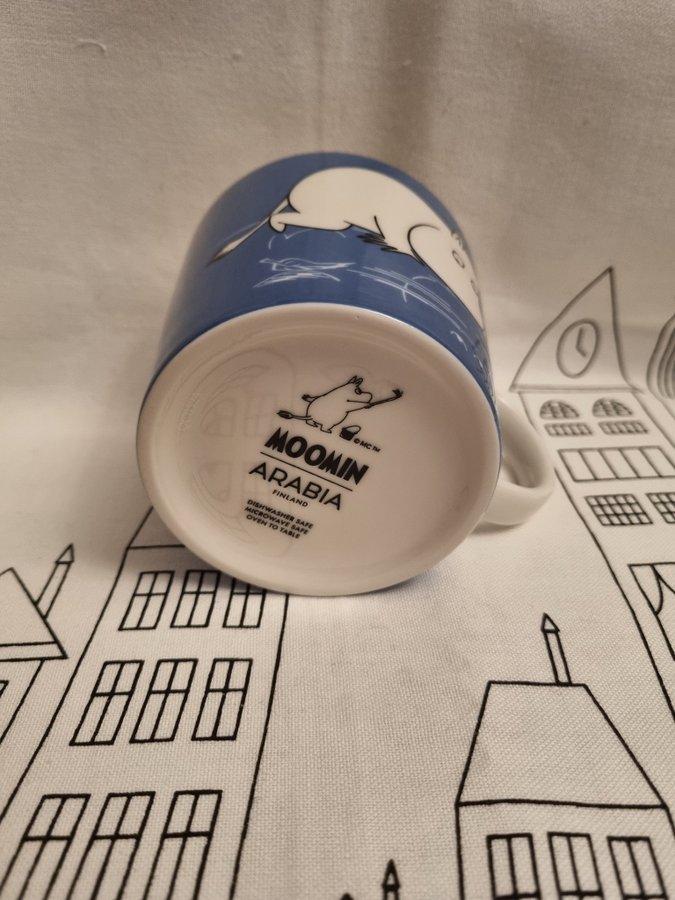 © MC™
MOOMIN
ARABIA
FINLAND
DISHWASHER SAFE
MICROWAVE SAFE
OVEN TO TABLE